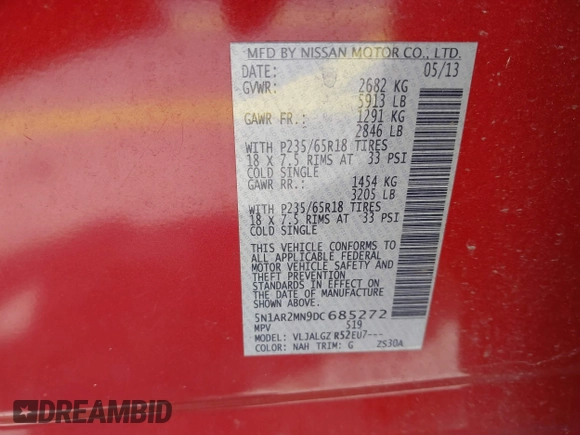 MFD BY NISSAN MOTOR CO., LTD.
DATE: 05/13
GVWR: 2682 KG
5913 LB
GAWR FR.: 1291 KG
2846 LB
WITH P235/65R18 TIRES
18 X 7.5 RIMS AT 33 PSI
COLD SINGLE
GAWR RR.: 1454 KG
3205 LB
WITH P235/65R18 TIRES
18 X 7.5 RIMS AT 33 PSI
COLD SINGLE
THIS VEHICLE CONFORMS TO
ALL APPLICABLE FEDERAL
MOTOR VEHICLE SAFETY AND
THEFT PREVENTION
STANDARDS IN EFFECT ON
THE DATE OF MANUFACTURE
SHOWN ABOVE.
5N1AR2MN9DC685272
MPV S19
MODEL: VLJALGZ R52EU7---
COLOR: NAH TRIM: G ZS30A
DREAMBID